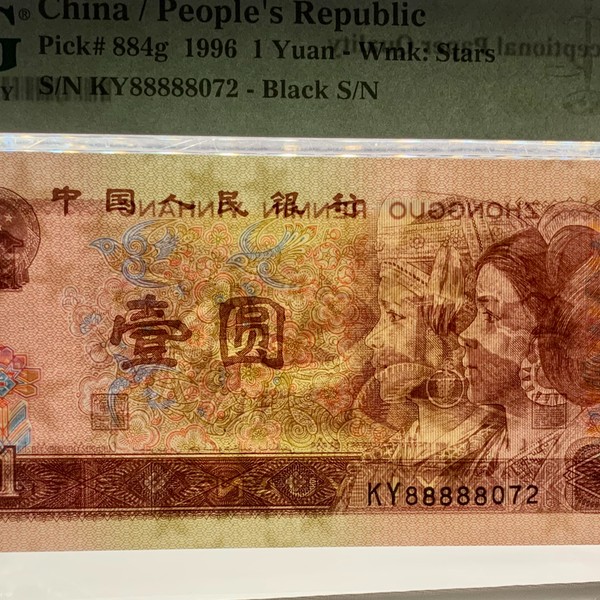 China / People's Republic
Pick# 884g 1996 1 Yuan Wmk: Stars
S/N KY88888072 - Black S/N
中国人民银行
ZHONGGUO RENMIN YINHANG
壹圆
1
KY88888072